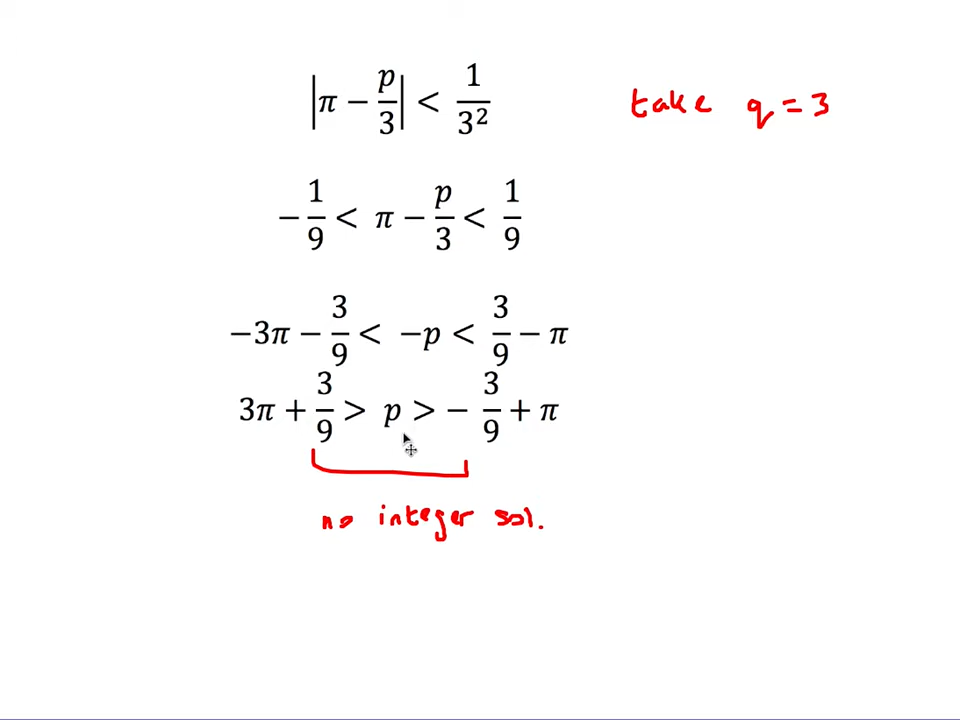 |π − p/3| < 1/3² take q = 3
−1/9 < π − p/3 < 1/9
−3π − 3/9 < −p < 3/9 − π
3π + 3/9 > p > − 3/9 + π
no integer sol.